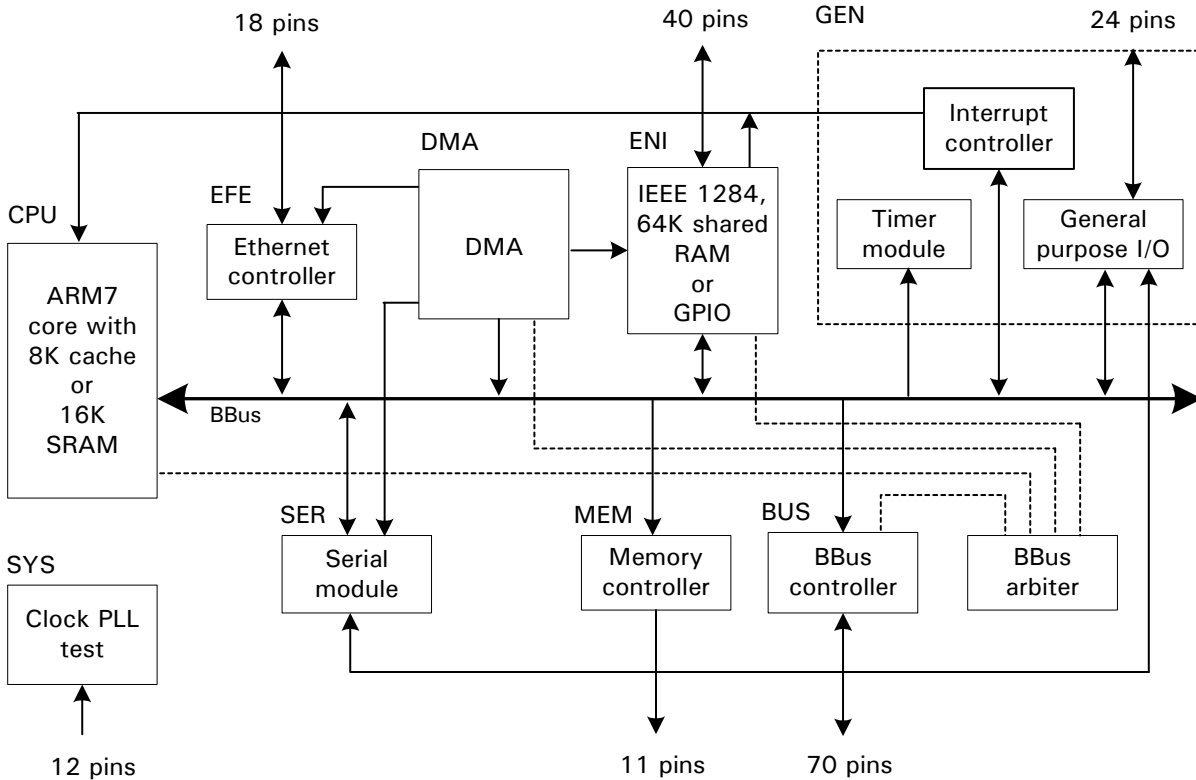 18 pins
40 pins
GEN
24 pins
Interrupt
controller
DMA
ENI
EFE
IEEE 1284,
64K shared
RAM
or
GPIO
CPU
Ethernet
controller
DMA
Timer
module
General
purpose I/O
ARM7
core with
8K cache
or
16K
SRAM
BBus
SER
MEM
BUS
Serial
module
Memory
controller
BBus
controller
BBus
arbiter
SYS
Clock PLL
test
12 pins
11 pins
70 pins